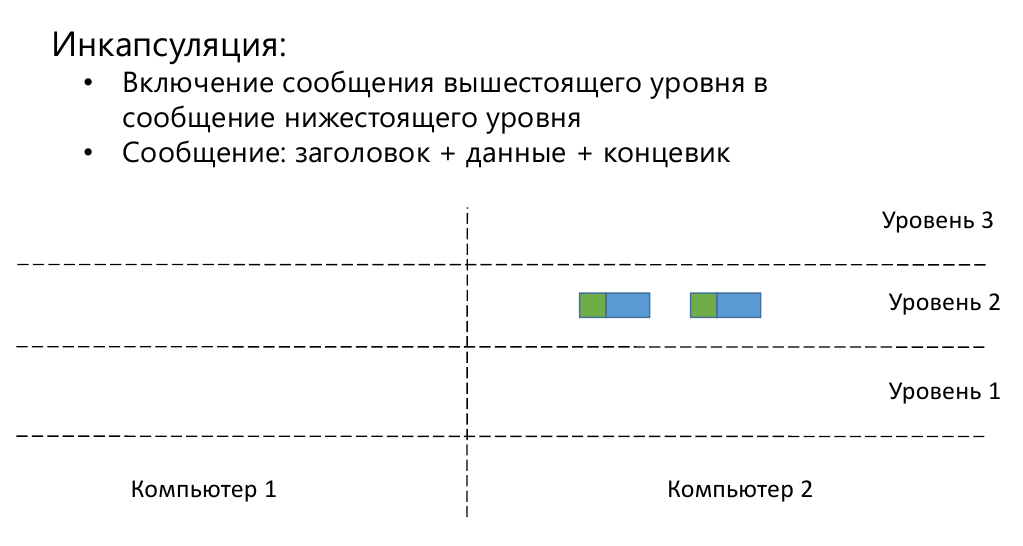 Инкапсуляция:
• Включение сообщения вышестоящего уровня в
сообщение нижестоящего уровня
• Сообщение: заголовок + данные + концевик
Уровень 3
Уровень 2
Уровень 1
Компьютер 1
Компьютер 2